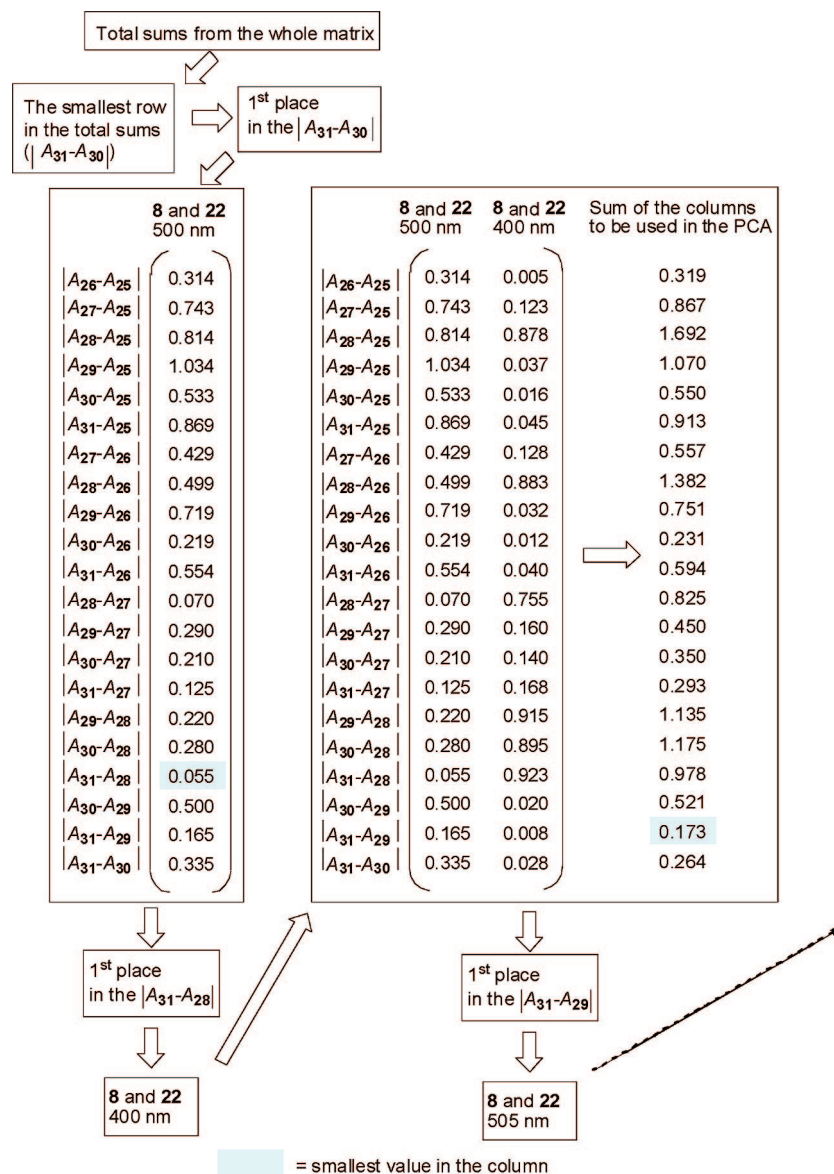 Total sums from the whole matrix
The smallest row
in the total sums
(|A31-A30|)
1st place
in the |A31-A30|
8 and 22
500 nm
|A26-A25| 0.314
|A27-A25| 0.743
|A28-A25| 0.814
|A29-A25| 1.034
|A30-A25| 0.533
|A31-A25| 0.869
|A27-A26| 0.429
|A28-A26| 0.499
|A29-A26| 0.719
|A30-A26| 0.219
|A31-A26| 0.554
|A28-A27| 0.070
|A29-A27| 0.290
|A30-A27| 0.210
|A31-A27| 0.125
|A29-A28| 0.220
|A30-A28| 0.280
|A31-A28| 0.055
|A30-A29| 0.500
|A31-A29| 0.165
|A31-A30| 0.335
1st place
in the |A31-A28|
8 and 22
400 nm
8 and 22 8 and 22 Sum of the columns
500 nm 400 nm to be used in the PCA
|A26-A25| 0.314 0.005 0.319
|A27-A25| 0.743 0.123 0.867
|A28-A25| 0.814 0.878 1.692
|A29-A25| 1.034 0.037 1.070
|A30-A25| 0.533 0.016 0.550
|A31-A25| 0.869 0.045 0.913
|A27-A26| 0.429 0.128 0.557
|A28-A26| 0.499 0.883 1.382
|A29-A26| 0.719 0.032 0.751
|A30-A26| 0.219 0.012 0.231
|A31-A26| 0.554 0.040 0.594
|A28-A27| 0.070 0.755 0.825
|A29-A27| 0.290 0.160 0.450
|A30-A27| 0.210 0.140 0.350
|A31-A27| 0.125 0.168 0.293
|A29-A28| 0.220 0.915 1.135
|A30-A28| 0.280 0.895 1.175
|A31-A28| 0.055 0.923 0.978
|A30-A29| 0.500 0.020 0.521
|A31-A29| 0.165 0.008 0.173
|A31-A30| 0.335 0.028 0.264
1st place
in the |A31-A29|
8 and 22
505 nm
= smallest value in the column